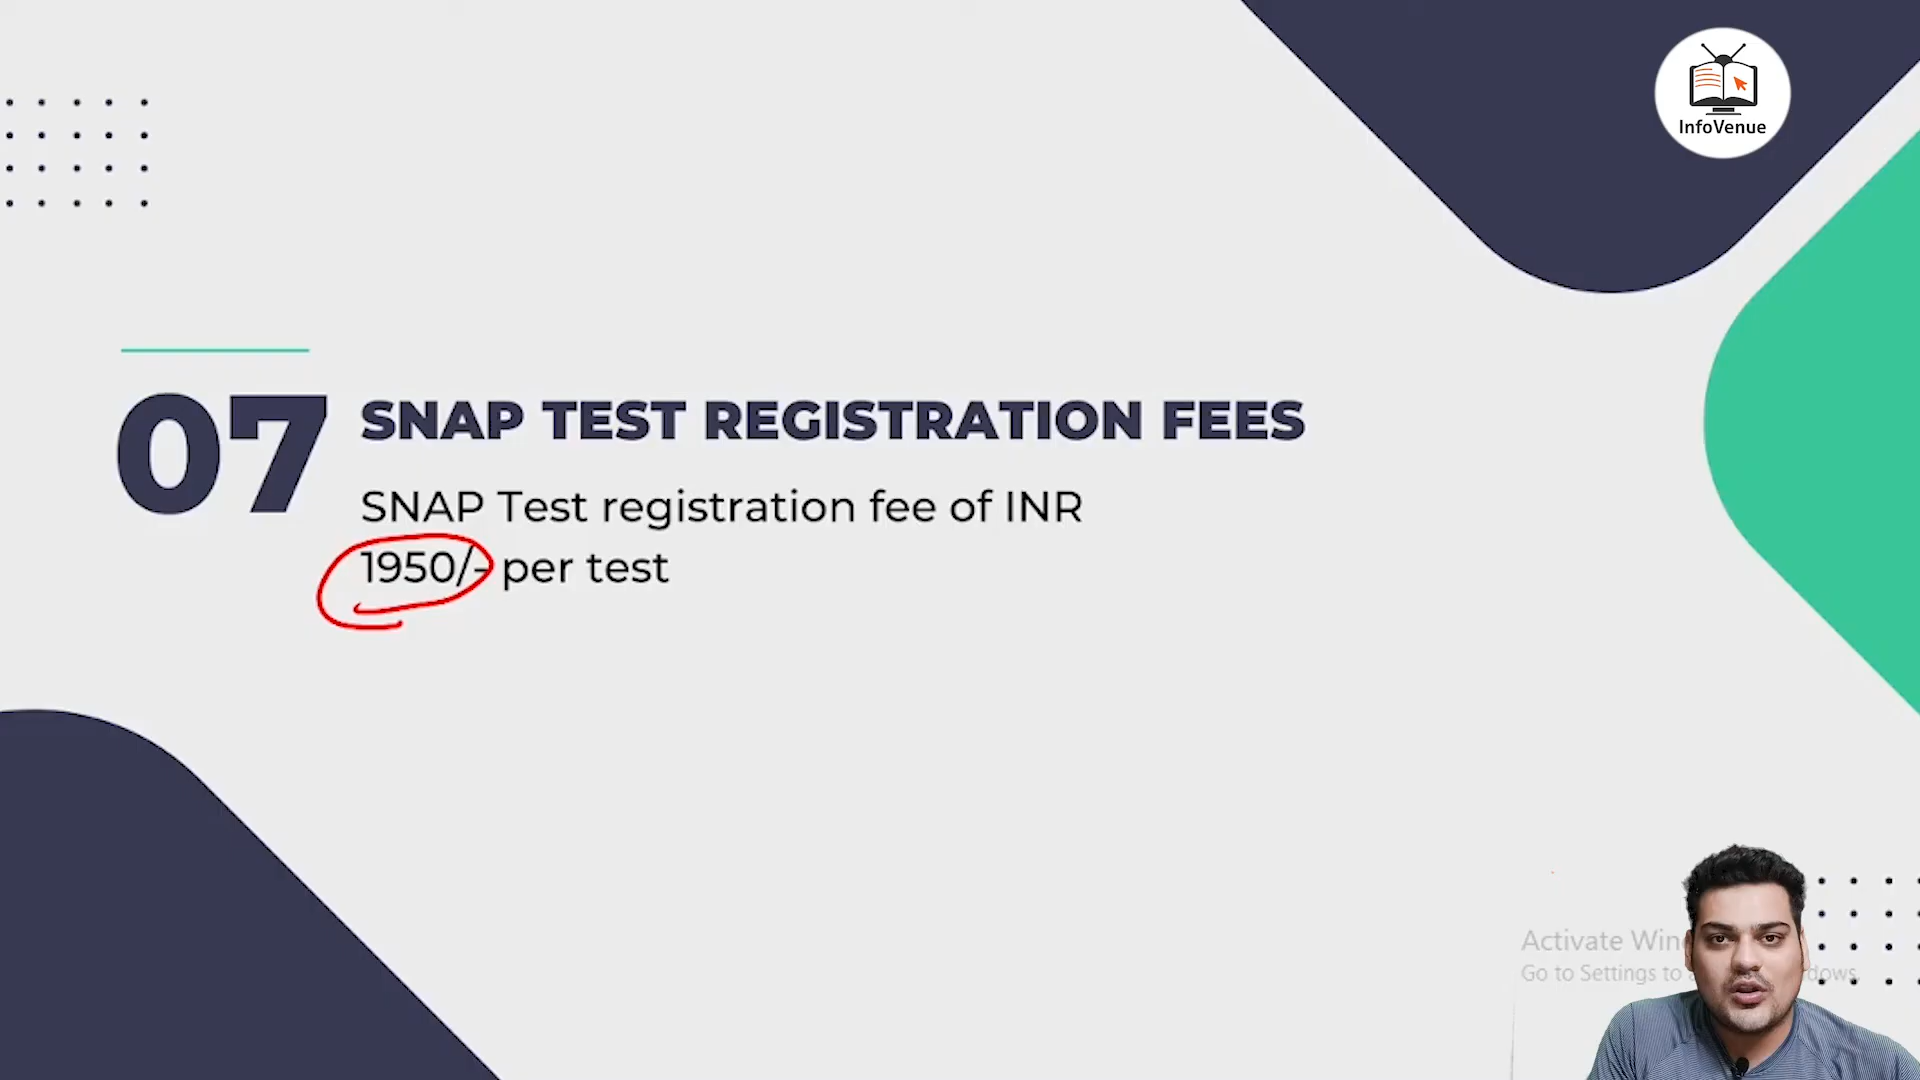 InfoVenue
07
SNAP TEST REGISTRATION FEES
SNAP Test registration fee of INR
1950/- per test
Activate Win
Go to Settings to dows.